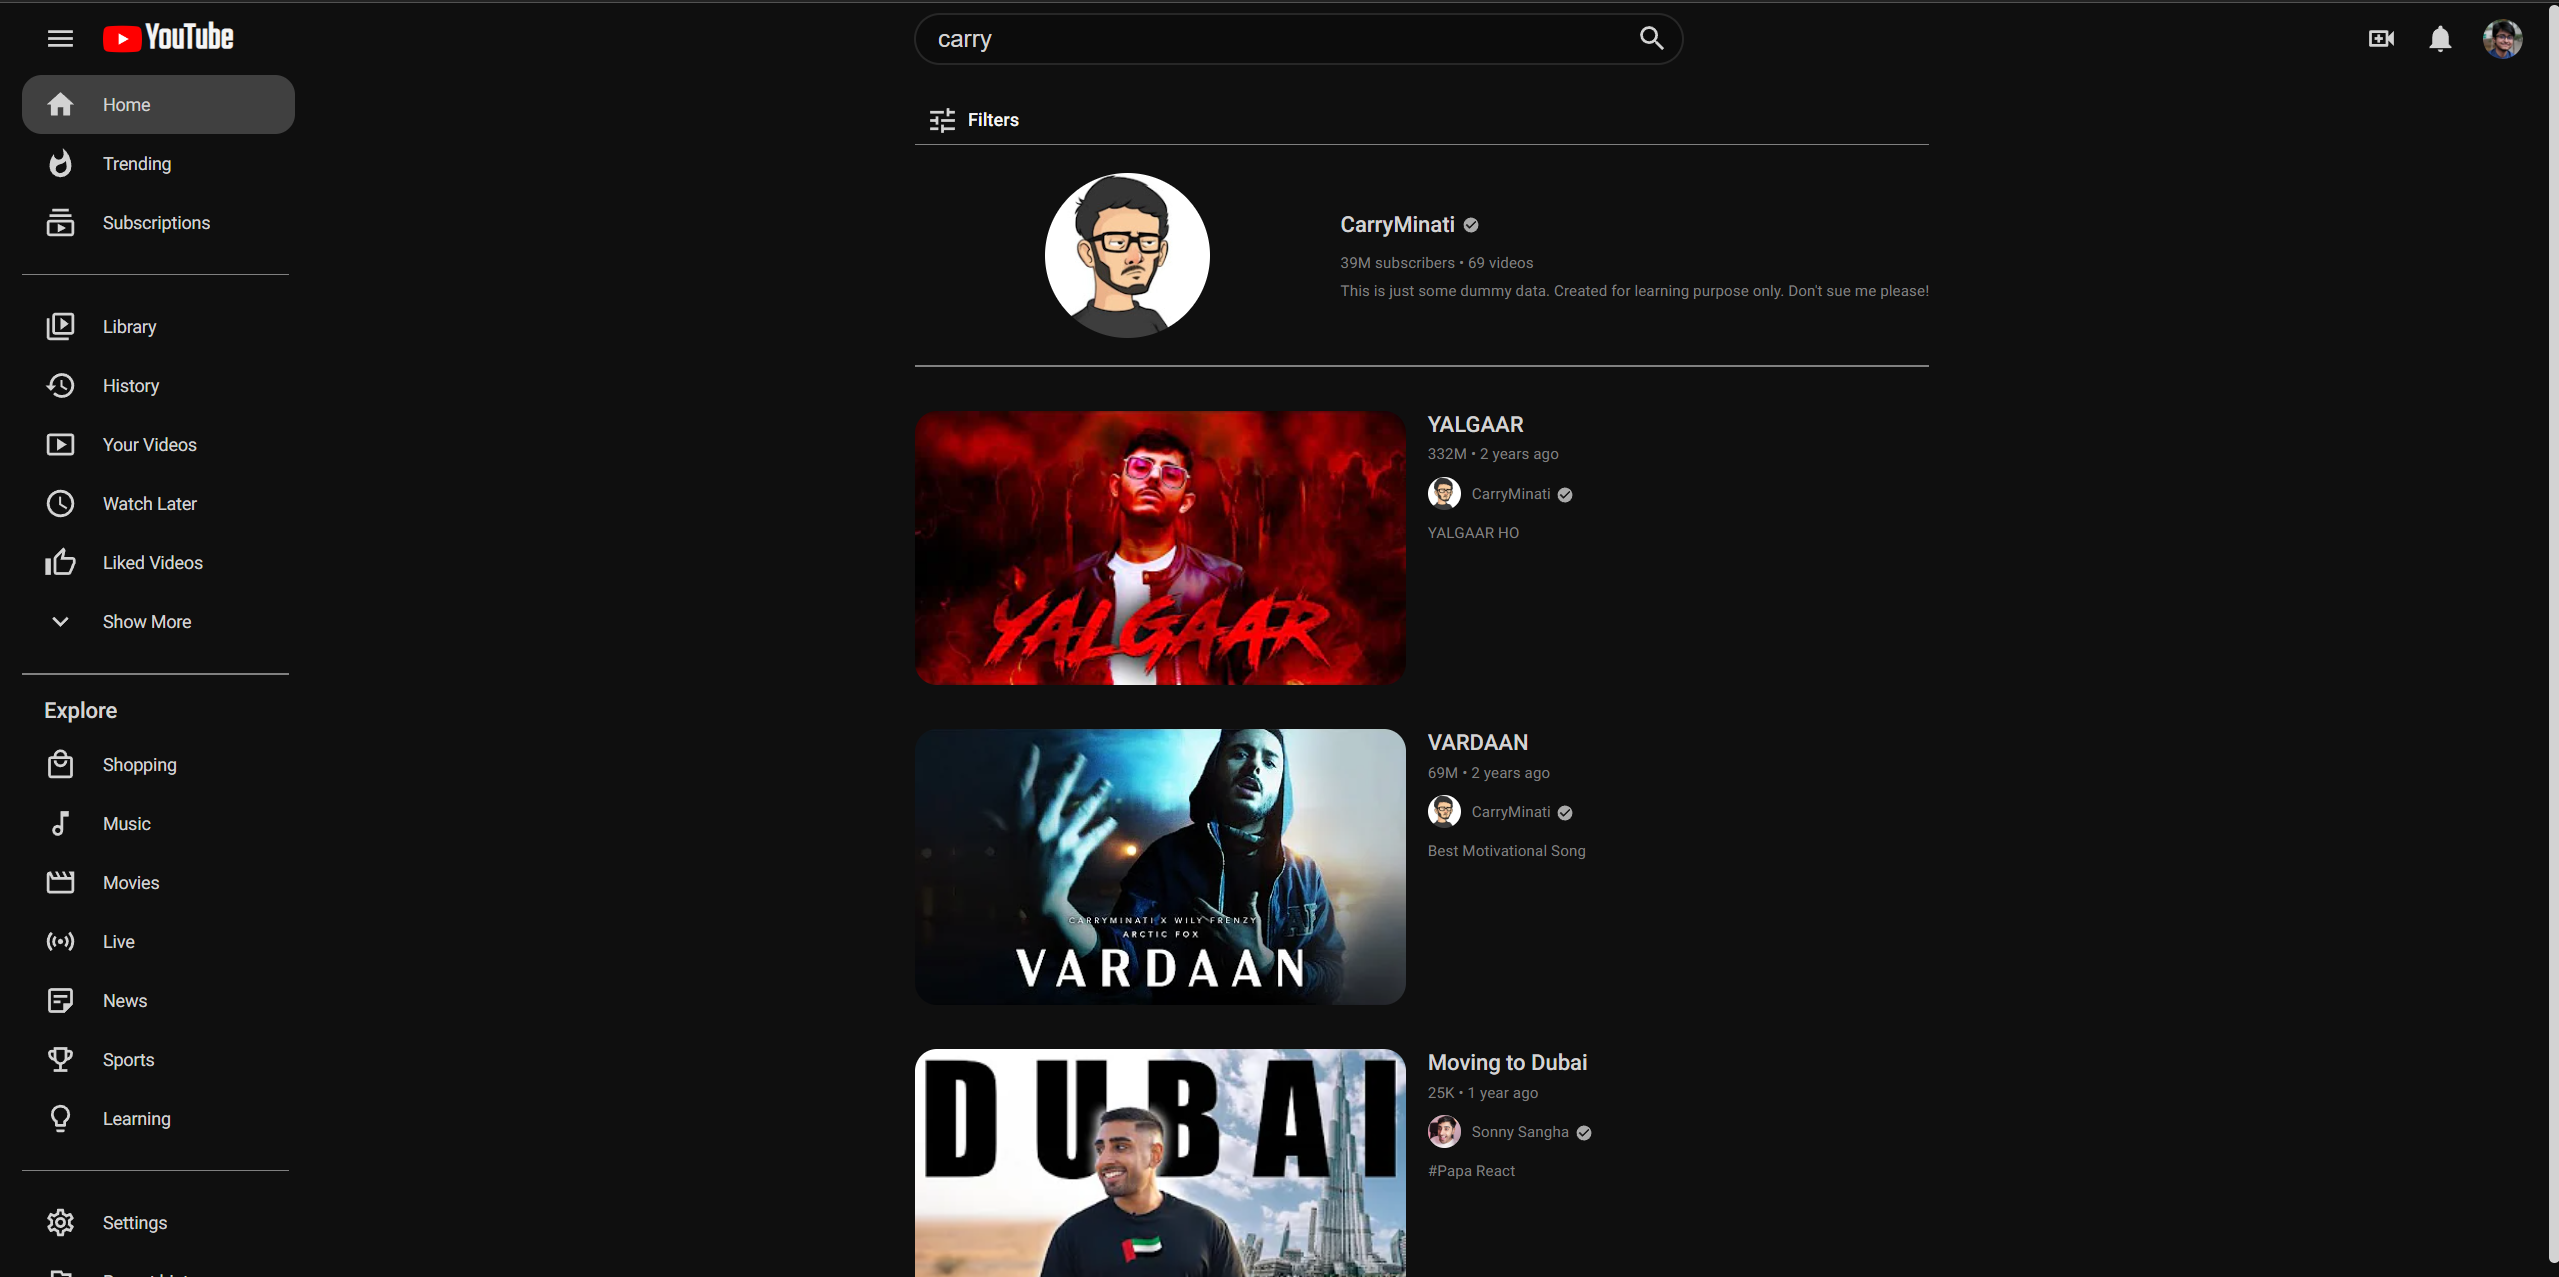 YouTube
carry
Home
Trending
Subscriptions
Library
History
Your Videos
Watch Later
Liked Videos
Show More
Explore
Shopping
Music
Movies
Live
News
Sports
Learning
Settings
Filters
CarryMinati
39M subscribers • 69 videos
This is just some dummy data. Created for learning purpose only. Don't sue me please!
YALGAAR
YALGAAR
332M • 2 years ago
CarryMinati
YALGAAR HO
CARRYMINATI X WILY FRENZY
ARCTIC FOX
VARDAAN
VARDAAN
69M • 2 years ago
CarryMinati
Best Motivational Song
DUBAI
Moving to Dubai
25K • 1 year ago
Sonny Sangha
#Papa React